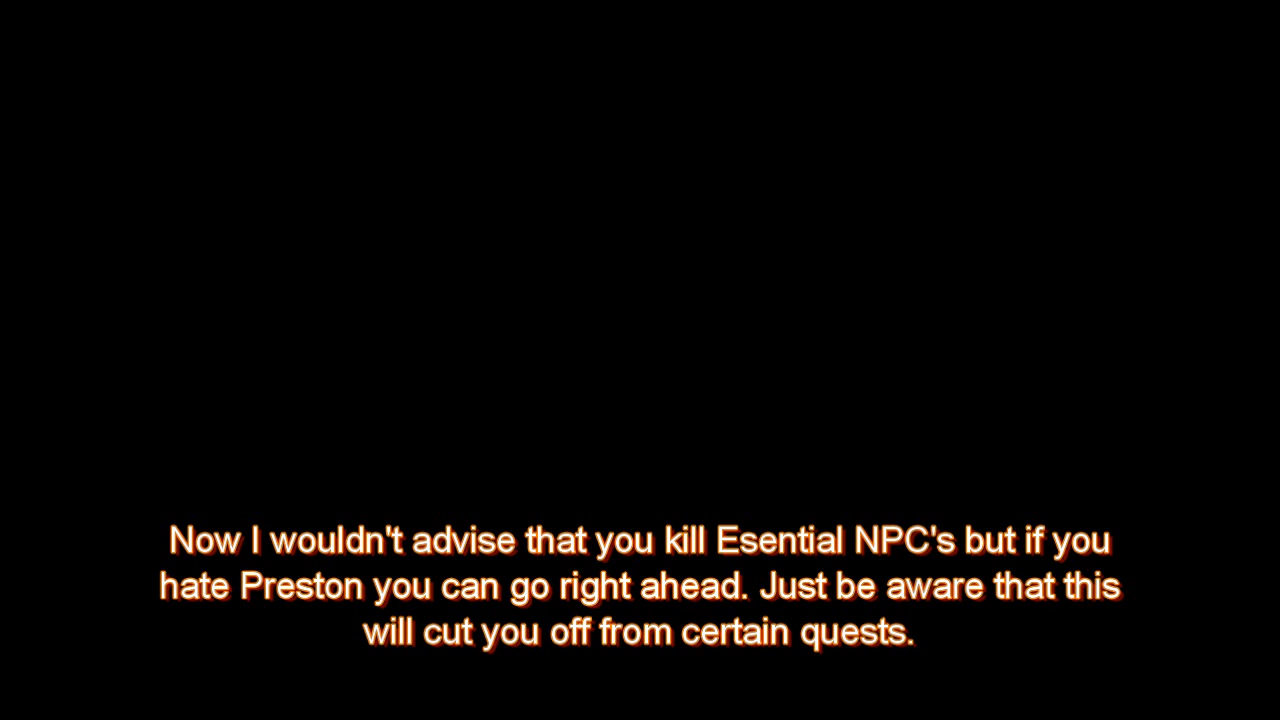 Now I wouldn't advise that you kill Esential NPC's but if you
hate Preston you can go right ahead. Just be aware that this
will cut you off from certain quests.